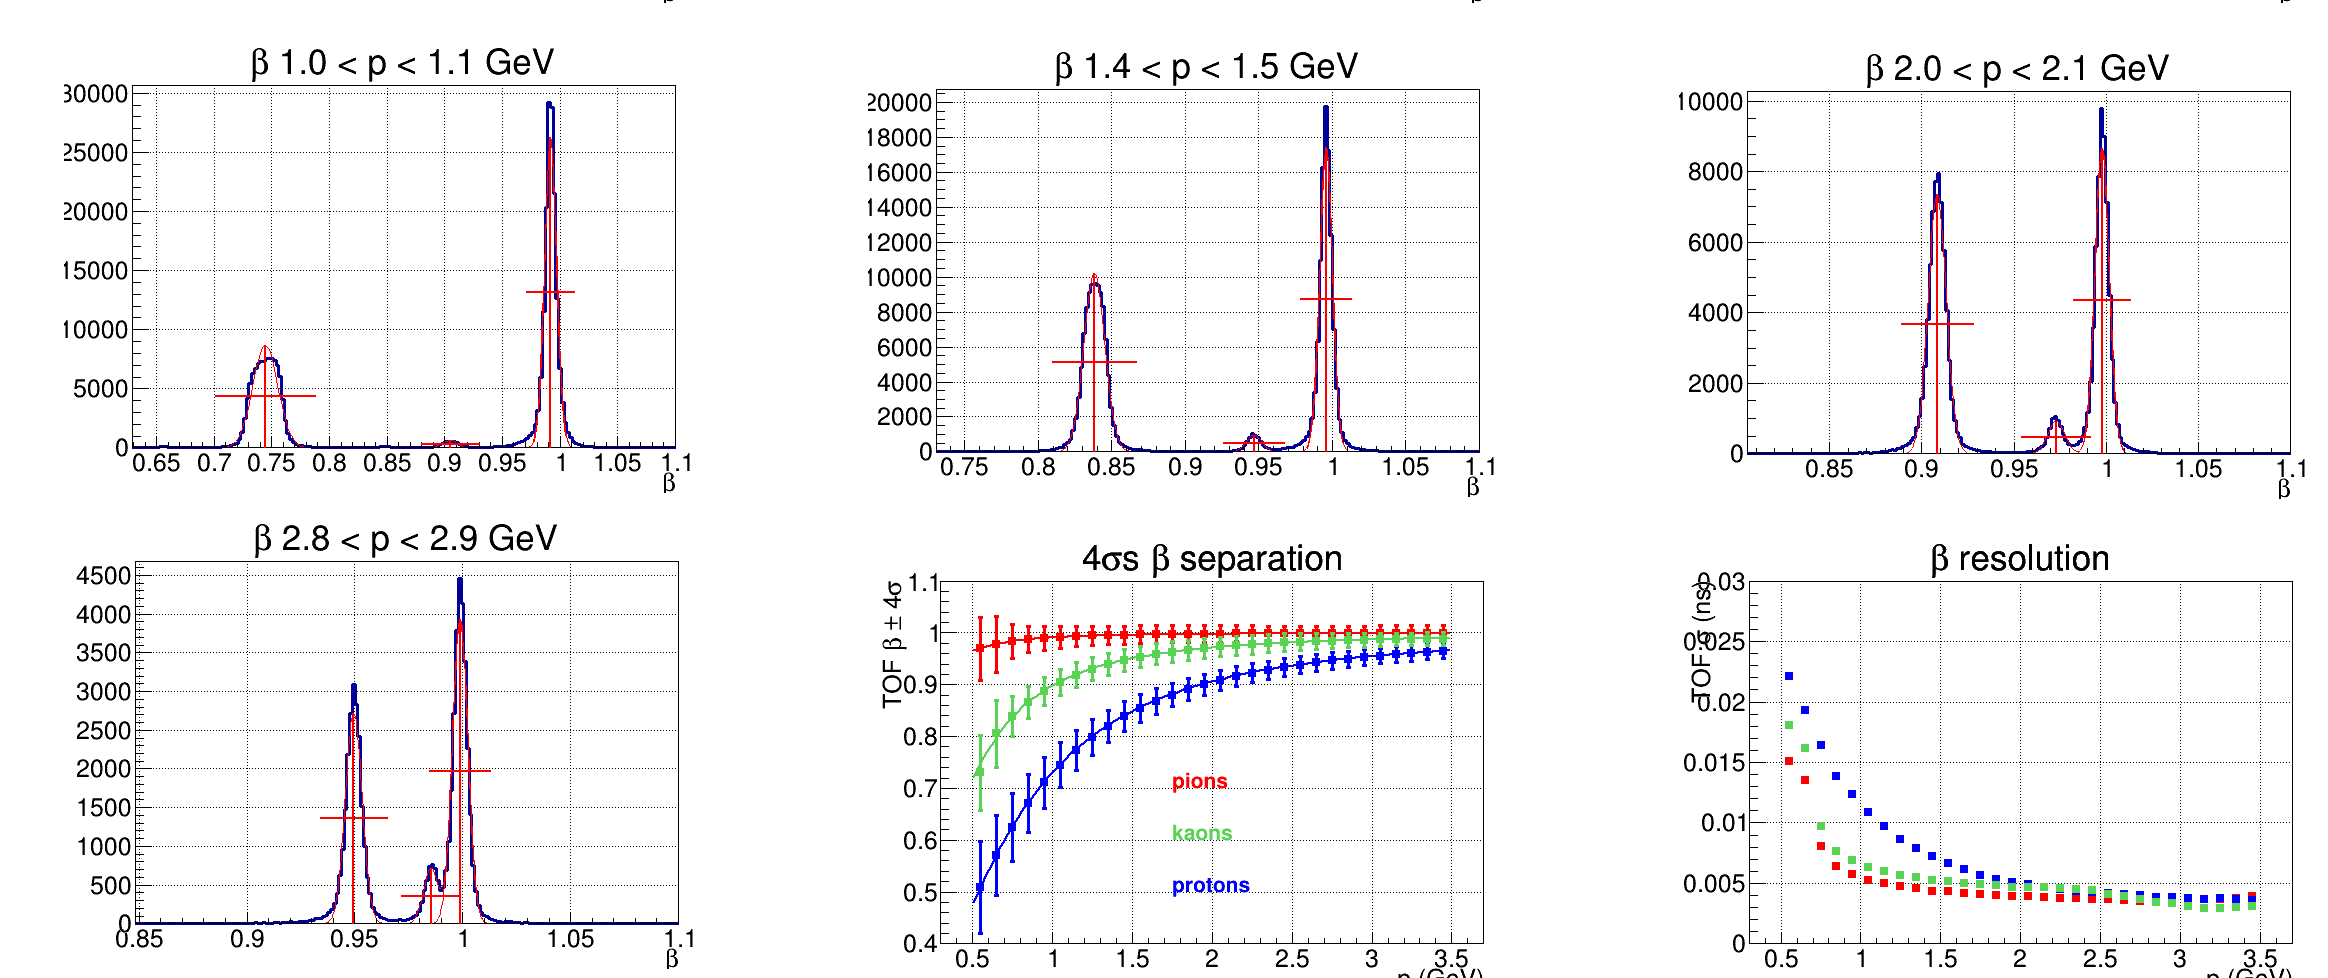 β 1.0 < p < 1.1 GeV
30000
25000
20000
15000
10000
5000
0
0.65 0.7 0.75 0.8 0.85 0.9 0.95 1 1.05 1.1
β
β 1.4 < p < 1.5 GeV
20000
18000
16000
14000
12000
10000
8000
6000
4000
2000
0
0.75 0.8 0.85 0.9 0.95 1 1.05 1.1
β
β 2.0 < p < 2.1 GeV
10000
8000
6000
4000
2000
0
0.85 0.9 0.95 1 1.05 1.1
β
β 2.8 < p < 2.9 GeV
4500
4000
3500
3000
2500
2000
1500
1000
500
0
0.85 0.9 0.95 1 1.05 1.1
β
4σs β separation
TOF β ± 4σ
1.1
1
0.9
0.8
0.7
0.6
0.5
0.4
pions
kaons
protons
0.5 1 1.5 2 2.5 3 3.5
p (GeV)
β resolution
TOF σ (ns)
0.03
0.025
0.02
0.015
0.01
0.005
0
0.5 1 1.5 2 2.5 3 3.5
p (GeV)